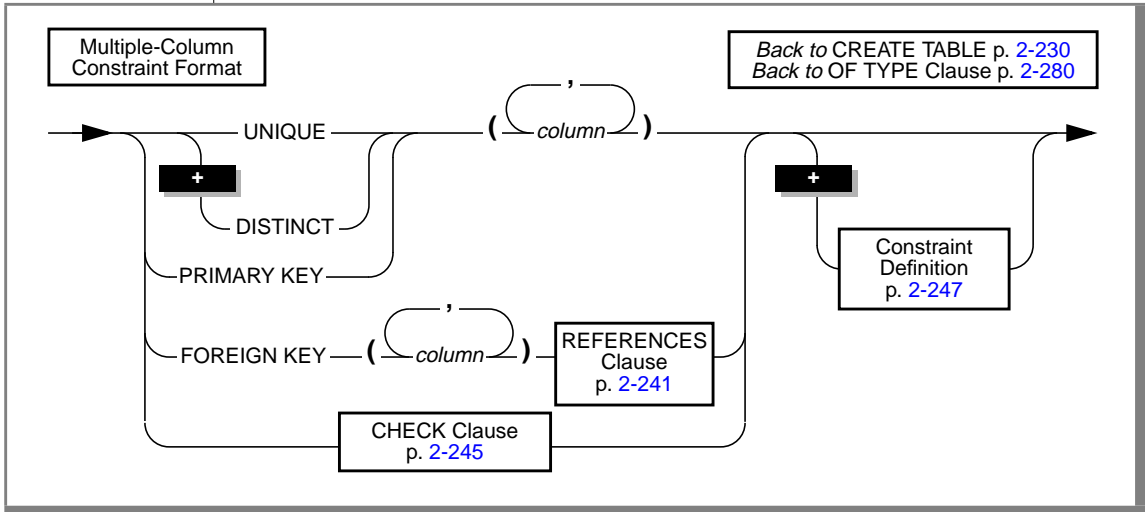 Multiple-Column
Constraint Format
Back to CREATE TABLE p. 2-230
Back to OF TYPE Clause p. 2-280
UNIQUE
( column , )
+
+
DISTINCT
PRIMARY KEY
Constraint
Definition
p. 2-247
FOREIGN KEY ( column , )
REFERENCES
Clause
p. 2-241
CHECK Clause
p. 2-245